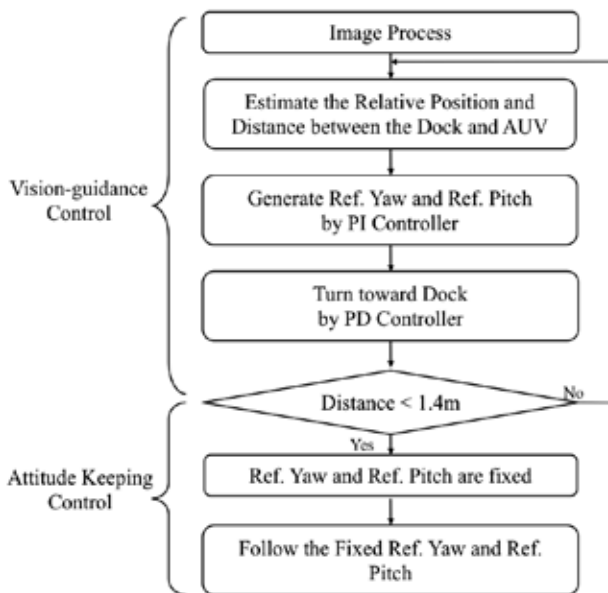 Image Process
Estimate the Relative Position and
Distance between the Dock and AUV
Vision-guidance
Control
Generate Ref. Yaw and Ref. Pitch
by PI Controller
Turn toward Dock
by PD Controller
Distance < 1.4m
No
Yes
Attitude Keeping
Control
Ref. Yaw and Ref. Pitch are fixed
Follow the Fixed Ref. Yaw and Ref.
Pitch